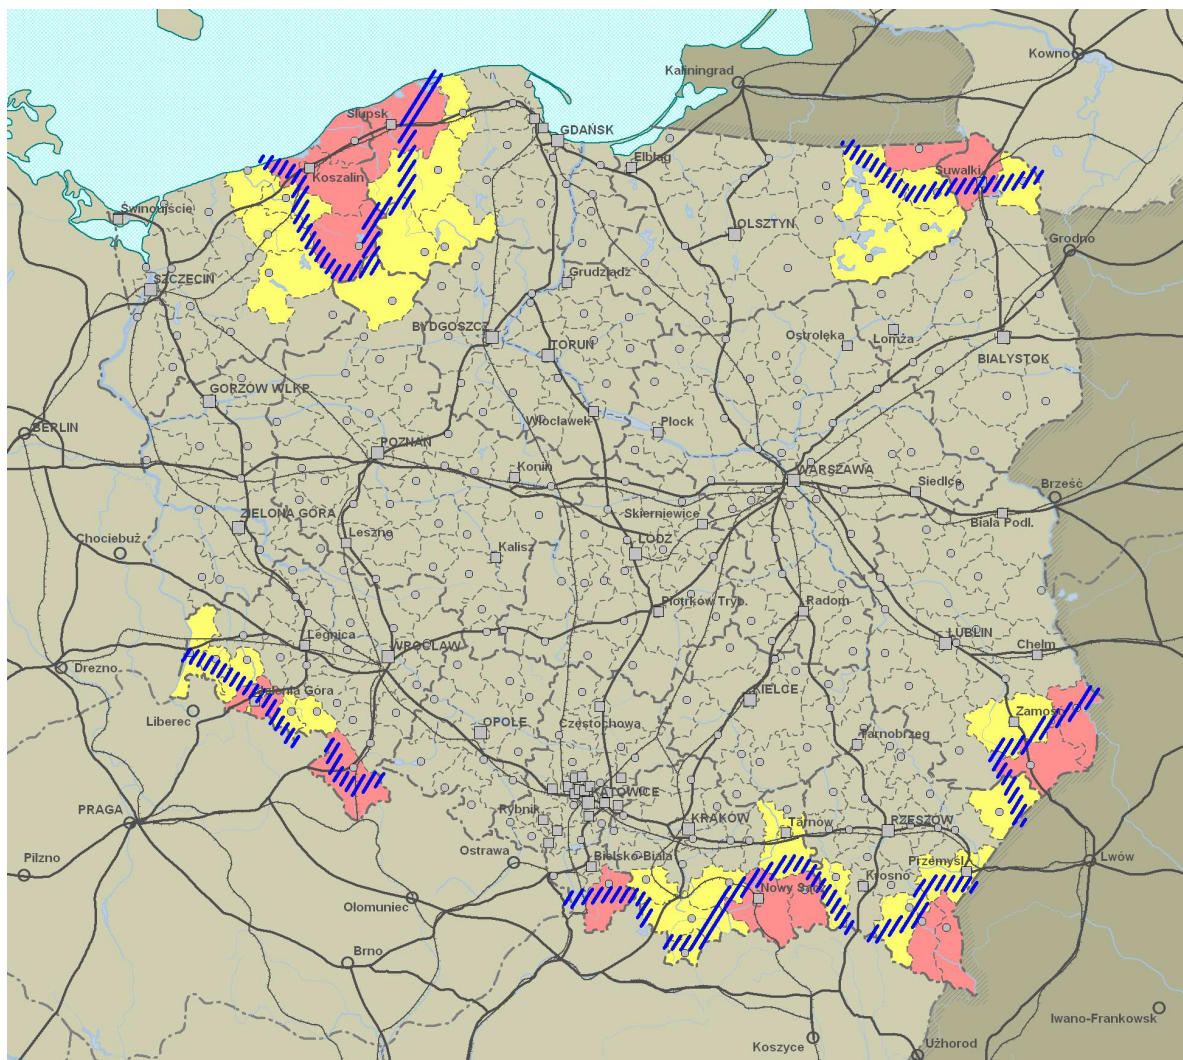 Kowno
Kaliningrad
Słupsk
GDAŃSK
Elbląg
Koszalin
Suwałki
Świnoujście
OLSZTYN
Grodno
SZCZECIN
Grudziądz
BYDGOSZCZ
TORUŃ
Ostrołęka
Łomża
BIAŁYSTOK
GORZÓW WLKP.
Włocławek
Płock
BERLIN
POZNAŃ
Konin
WARSZAWA
Siedlce
Brześć
Skierniewice
Biała Podl.
ZIELONA GÓRA
Leszno
ŁÓDŹ
Chociebuż
Kalisz
Piotrków Tryb.
Radom
Legnica
WROCŁAW
LUBLIN
Chełm
Drezno
Jelenia Góra
KIELCE
Liberec
Zamość
OPOLE
Częstochowa
Tarnobrzeg
KATOWICE
Rybnik
PRAGA
KRAKÓW
Tarnów
RZESZÓW
Pilzno
Ostrawa
Bielsko-Biała
Przemyśl
Lwów
Krosno
Nowy Sącz
Ołomuniec
Brno
Iwano-Frankowsk
Koszyce
Użhorod